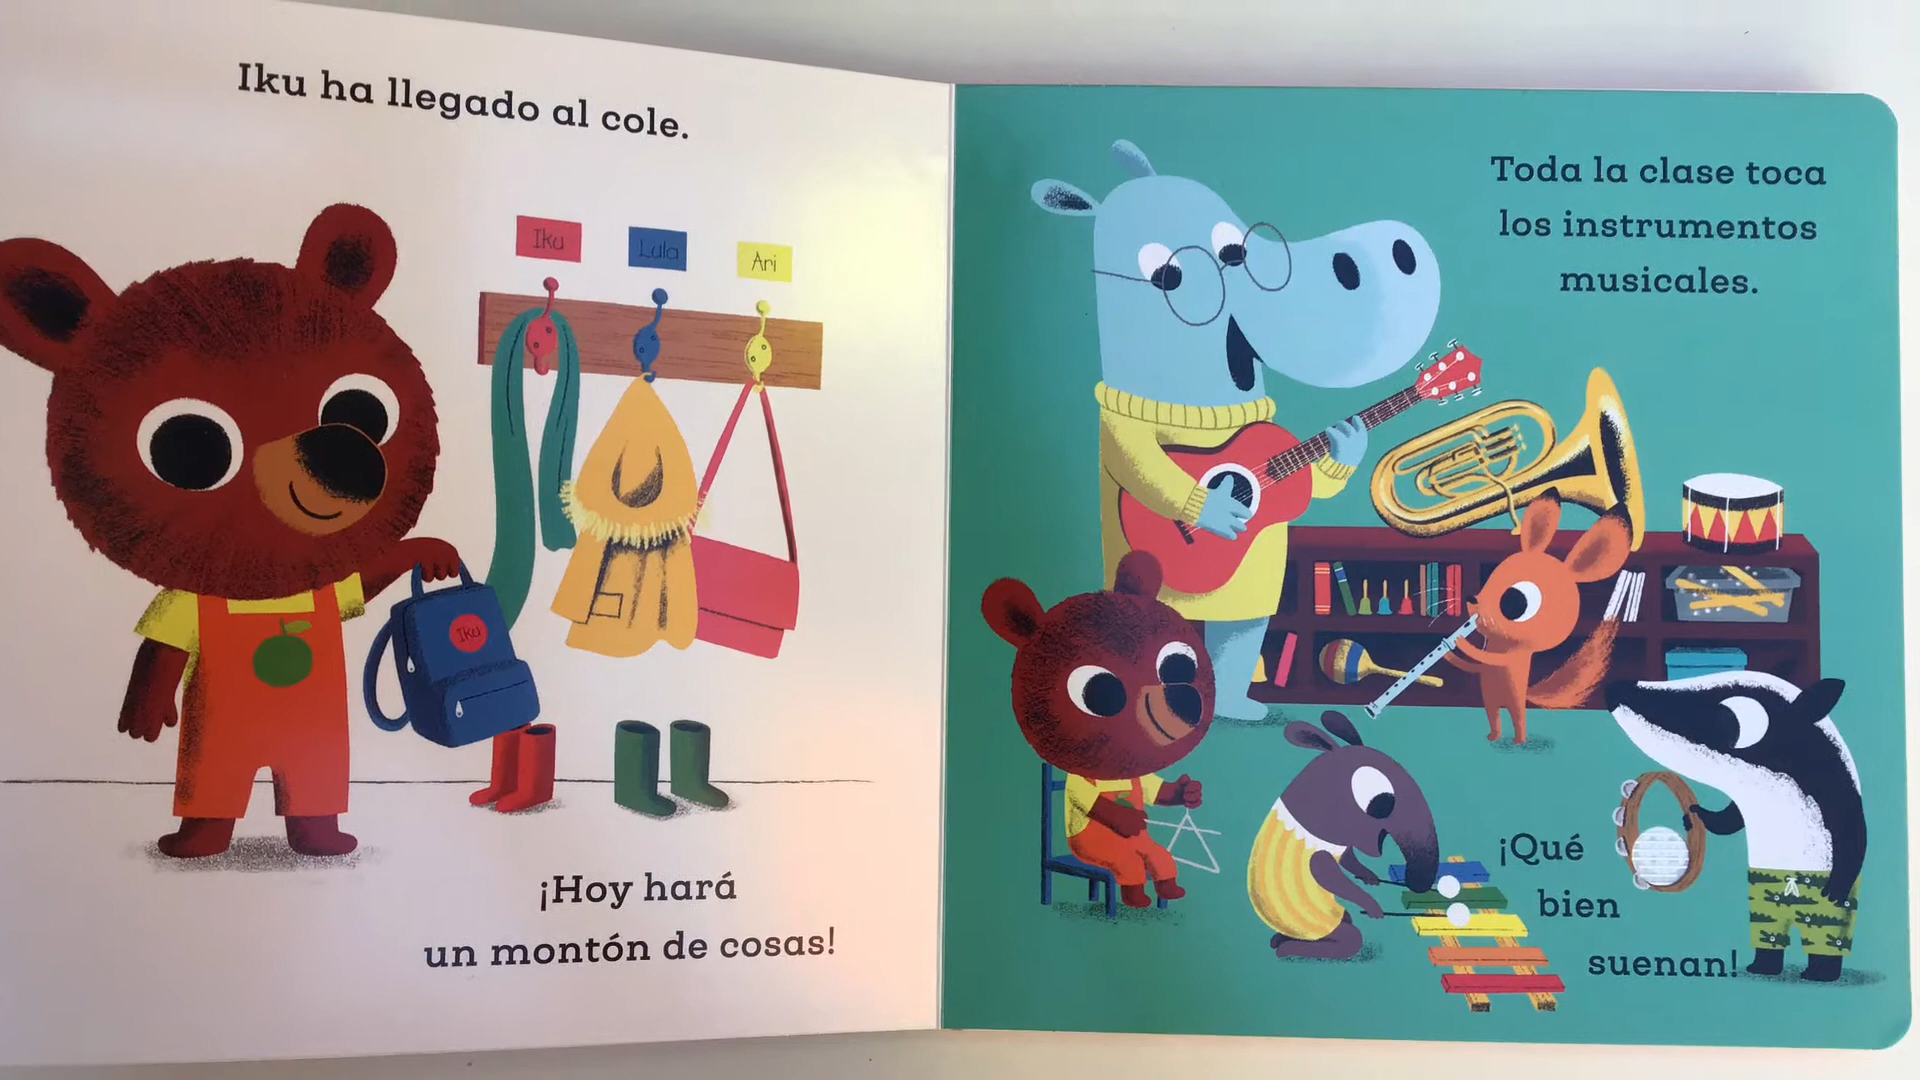 Iku ha llegado al cole.
Iku
Lula
Ari
Iku
¡Hoy hará
un montón de cosas!
Toda la clase toca
los instrumentos
musicales.
¡Qué
bien
suenan!